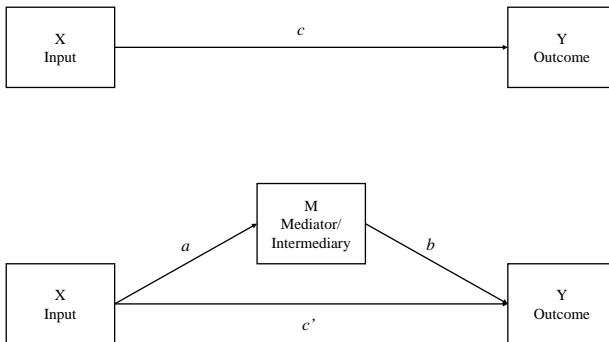 X
Input
c
Y
Outcome
M
Mediator/
Intermediary
a
b
X
Input
c’
Y
Outcome